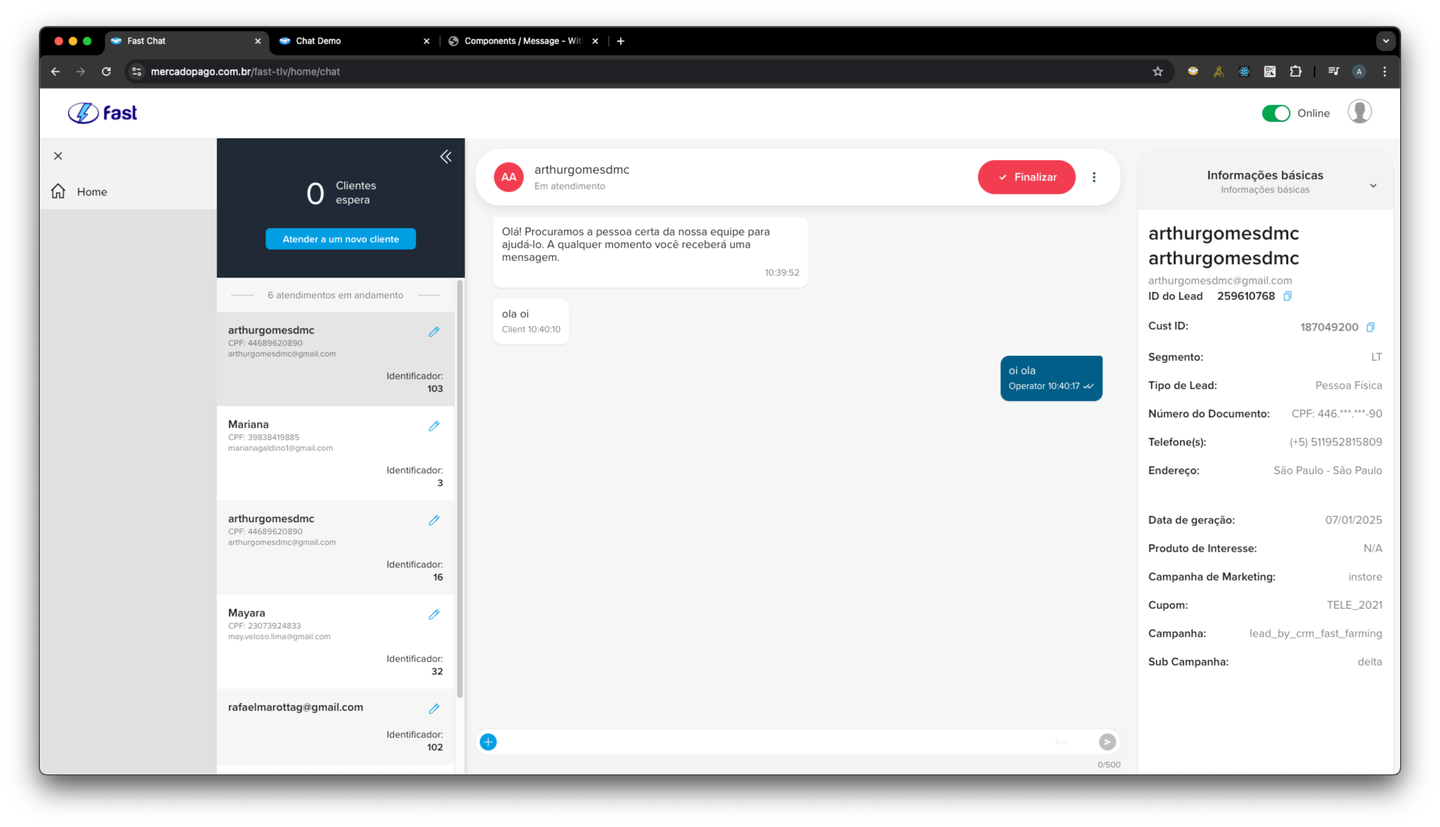 Fast Chat
Chat Demo
Components / Message - Wit
mercadopago.com.br/fast-tlv/home/chat
A
fast
Online
Home
0
Clientes
espera
Atender a um novo cliente
6 atendimentos em andamento
arthurgomesdmc
CPF: 44689620890
arthurgomesdmc@gmail.com
Identificador:
103
Mariana
CPF: 39838419885
marianagaldino1@gmail.com
Identificador:
3
arthurgomesdmc
CPF: 44689620890
arthurgomesdmc@gmail.com
Identificador:
16
Mayara
CPF: 23073924833
may.veloso.lima@gmail.com
Identificador:
32
rafaelmarottag@gmail.com
Identificador:
102
AA
arthurgomesdmc
Em atendimento
Finalizar
Olá! Procuramos a pessoa certa da nossa equipe para
ajudá-lo. A qualquer momento você receberá uma
mensagem.
10:39:52
ola oi
Client 10:40:10
oi ola
Operator 10:40:17
0/500
Informações básicas
Informações básicas
arthurgomesdmc
arthurgomesdmc
arthurgomesdmc@gmail.com
ID do Lead 259610768
Cust ID: 187049200
Segmento: LT
Tipo de Lead: Pessoa Física
Número do Documento: CPF: 446.***.***-90
Telefone(s): (+5) 511952815809
Endereço: São Paulo - São Paulo
Data de geração: 07/01/2025
Produto de Interesse: N/A
Campanha de Marketing: instore
Cupom: TELE_2021
Campanha: lead_by_crm_fast_farming
Sub Campanha: delta